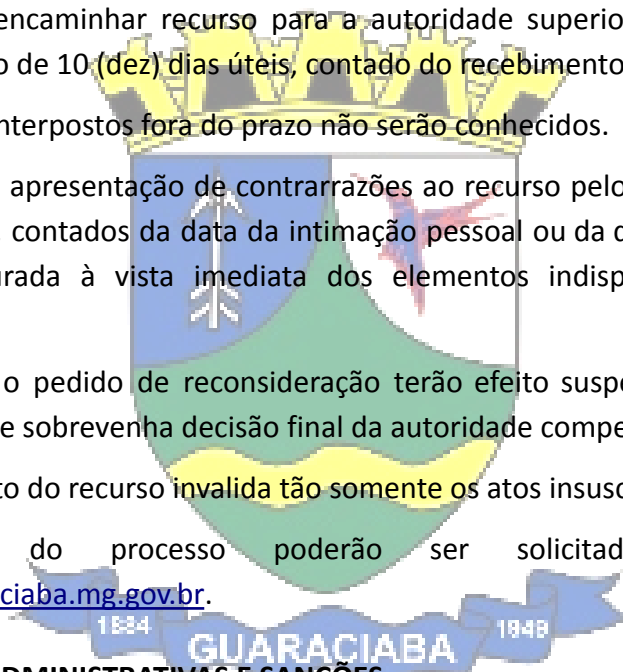 encaminhar recurso para a autoridade superio
o de 10 (dez) dias úteis, contado do recebimento
nterpostos fora do prazo não serão conhecidos.
apresentação de contrarrazões ao recurso pelo
contados da data da intimação pessoal ou da d
urada à vista imediata dos elementos indisp
o pedido de reconsideração terão efeito suspe
e sobrevenha decisão final da autoridade compe
to do recurso invalida tão somente os atos insusc
do processo poderão ser solicitad
ciaba.mg.gov.br.
1884 GUARACIABA 1949
DMINISTRATIVAS E SANÇÕES